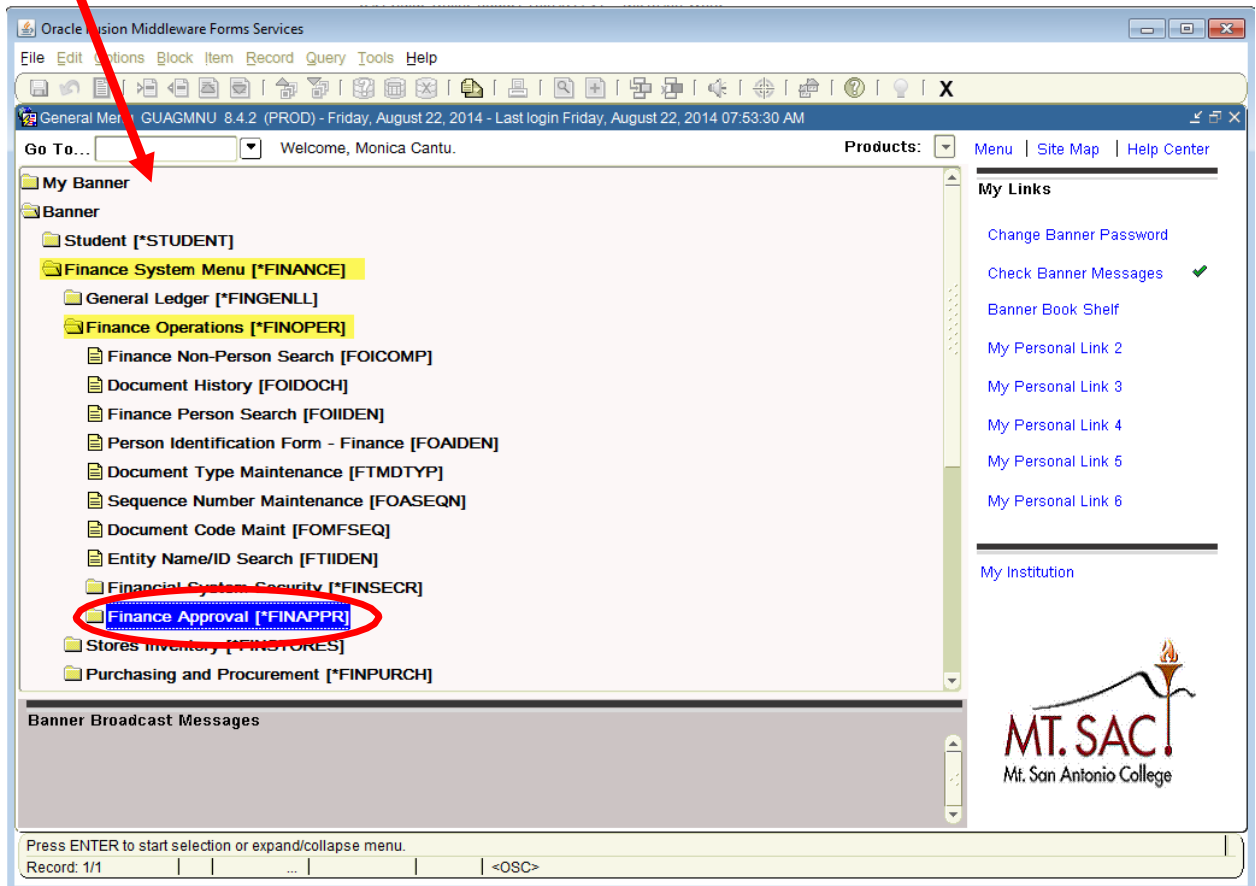 Oracle Fusion Middleware Forms Services
File Edit Options Block Item Record Query Tools Help
General Menu GUAGMNU 8.4.2 (PROD) - Friday, August 22, 2014 - Last login Friday, August 22, 2014 07:53:30 AM
Go To... Welcome, Monica Cantu. Products: Menu | Site Map | Help Center
My Banner
My Links
Banner
Student [*STUDENT]
Change Banner Password
Finance System Menu [*FINANCE]
Check Banner Messages
General Ledger [*FINGENLL]
Banner Book Shelf
Finance Operations [*FINOPER]
My Personal Link 2
Finance Non-Person Search [FOICOMP]
Document History [FOIDOCH]
My Personal Link 3
Finance Person Search [FOIIDEN]
My Personal Link 4
Person Identification Form - Finance [FOAIDEN]
My Personal Link 5
Document Type Maintenance [FTMDTYP]
Sequence Number Maintenance [FOASEQN]
My Personal Link 6
Document Code Maint [FOMFSEQ]
Entity Name/ID Search [FTIIDEN]
My Institution
Financial System Security [*FINSECR]
Finance Approval [*FINAPPR]
Stores Inventory [*FINSTORES]
Purchasing and Procurement [*FINPURCH]
Banner Broadcast Messages
MT. SAC
Mt. San Antonio College
Press ENTER to start selection or expand/collapse menu.
Record: 1/1 | | ... | | <OSC>